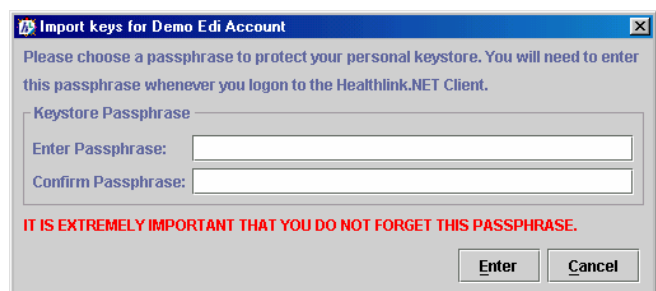 Import keys for Demo Edi Account
Please choose a passphrase to protect your personal keystore. You will need to enter
this passphrase whenever you logon to the Healthlink.NET Client.
Keystore Passphrase
Enter Passphrase:
Confirm Passphrase:
IT IS EXTREMELY IMPORTANT THAT YOU DO NOT FORGET THIS PASSPHRASE.
Enter Cancel